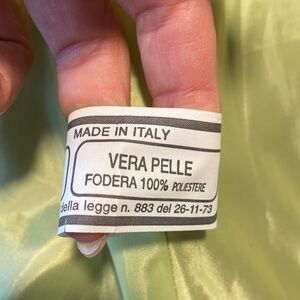 MADE IN ITALY
VERA PELLE
FODERA 100% POLIESTERE
della legge n. 883 del 26-11-73